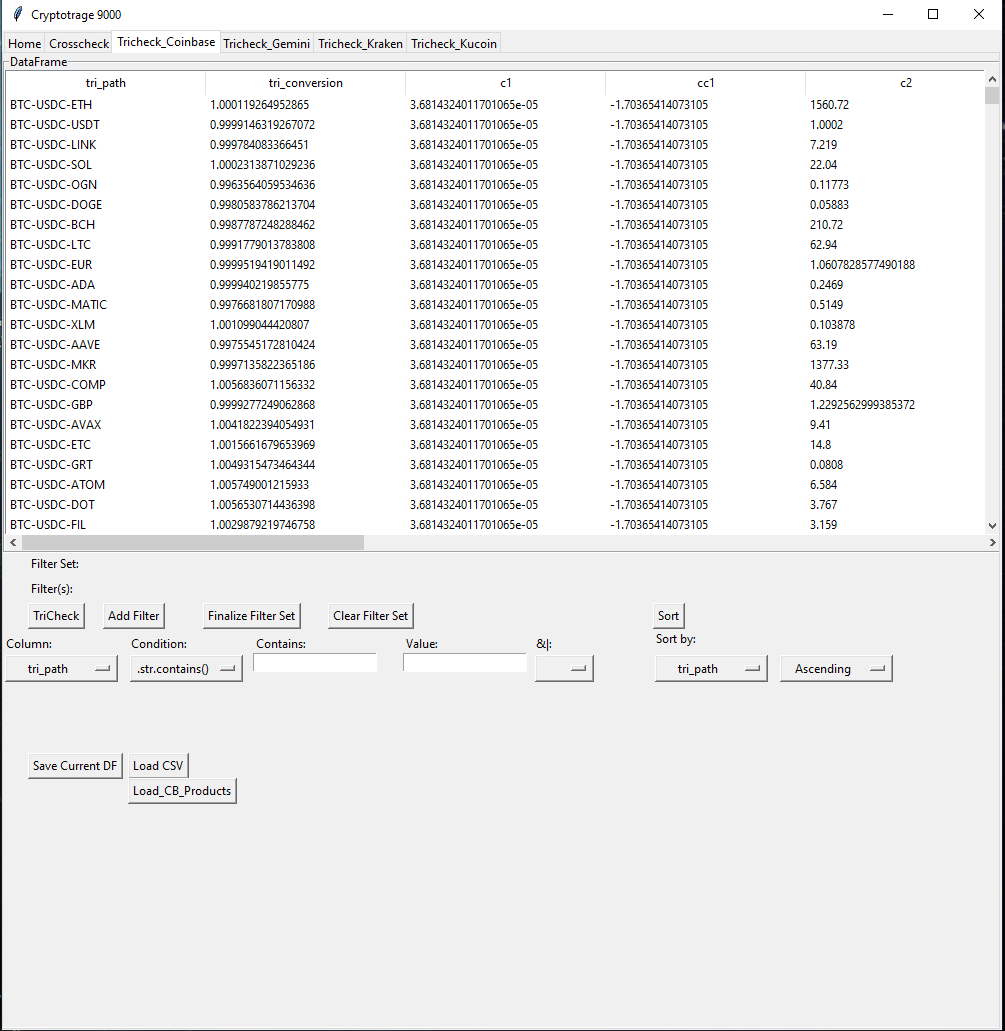 Cryptotrage 9000
Home Crosscheck Tricheck_Coinbase Tricheck_Gemini Tricheck_Kraken Tricheck_Kucoin
DataFrame
tri_path tri_conversion c1 cc1 c2
BTC-USDC-ETH 1.000119264952865 3.6814324011701065e-05 -1.70365414073105 1560.72
BTC-USDC-USDT 0.9999146319267072 3.6814324011701065e-05 -1.70365414073105 1.0002
BTC-USDC-LINK 0.999784083366451 3.6814324011701065e-05 -1.70365414073105 7.219
BTC-USDC-SOL 1.0002313871029236 3.6814324011701065e-05 -1.70365414073105 22.04
BTC-USDC-OGN 0.9963564059534636 3.6814324011701065e-05 -1.70365414073105 0.11773
BTC-USDC-DOGE 0.9980583786213704 3.6814324011701065e-05 -1.70365414073105 0.05883
BTC-USDC-BCH 0.9987787248288462 3.6814324011701065e-05 -1.70365414073105 210.72
BTC-USDC-LTC 0.9991779013783808 3.6814324011701065e-05 -1.70365414073105 62.94
BTC-USDC-EUR 0.9999519419011492 3.6814324011701065e-05 -1.70365414073105 1.0607828577490188
BTC-USDC-ADA 0.999940219855775 3.6814324011701065e-05 -1.70365414073105 0.2469
BTC-USDC-MATIC 0.9976681807170988 3.6814324011701065e-05 -1.70365414073105 0.5149
BTC-USDC-XLM 1.001099044420807 3.6814324011701065e-05 -1.70365414073105 0.103878
BTC-USDC-AAVE 0.9975545172810424 3.6814324011701065e-05 -1.70365414073105 63.19
BTC-USDC-MKR 0.9997135822365186 3.6814324011701065e-05 -1.70365414073105 1377.33
BTC-USDC-COMP 1.0056836071156332 3.6814324011701065e-05 -1.70365414073105 40.84
BTC-USDC-GBP 0.9999277249062868 3.6814324011701065e-05 -1.70365414073105 1.2292562999385372
BTC-USDC-AVAX 1.004182239405493​1 3.6814324011701065e-05 -1.70365414073105 9.41
BTC-USDC-ETC 1.0015661679653969 3.6814324011701065e-05 -1.70365414073105 14.8
BTC-USDC-GRT 1.0049315473464344 3.6814324011701065e-05 -1.70365414073105 0.0808
BTC-USDC-ATOM 1.005749001215933 3.6814324011701065e-05 -1.70365414073105 6.584
BTC-USDC-DOT 1.0056530714436398 3.6814324011701065e-05 -1.70365414073105 3.767
BTC-USDC-FIL 1.0029879219746758 3.6814324011701065e-05 -1.70365414073105 3.159
Filter Set:
Filter(s):
TriCheck Add Filter Finalize Filter Set Clear Filter Set Sort
Column: Condition: Contains: Value: &|: Sort by:
tri_path .str.contains() tri_path Ascending
Save Current DF Load CSV
Load_CB_Products